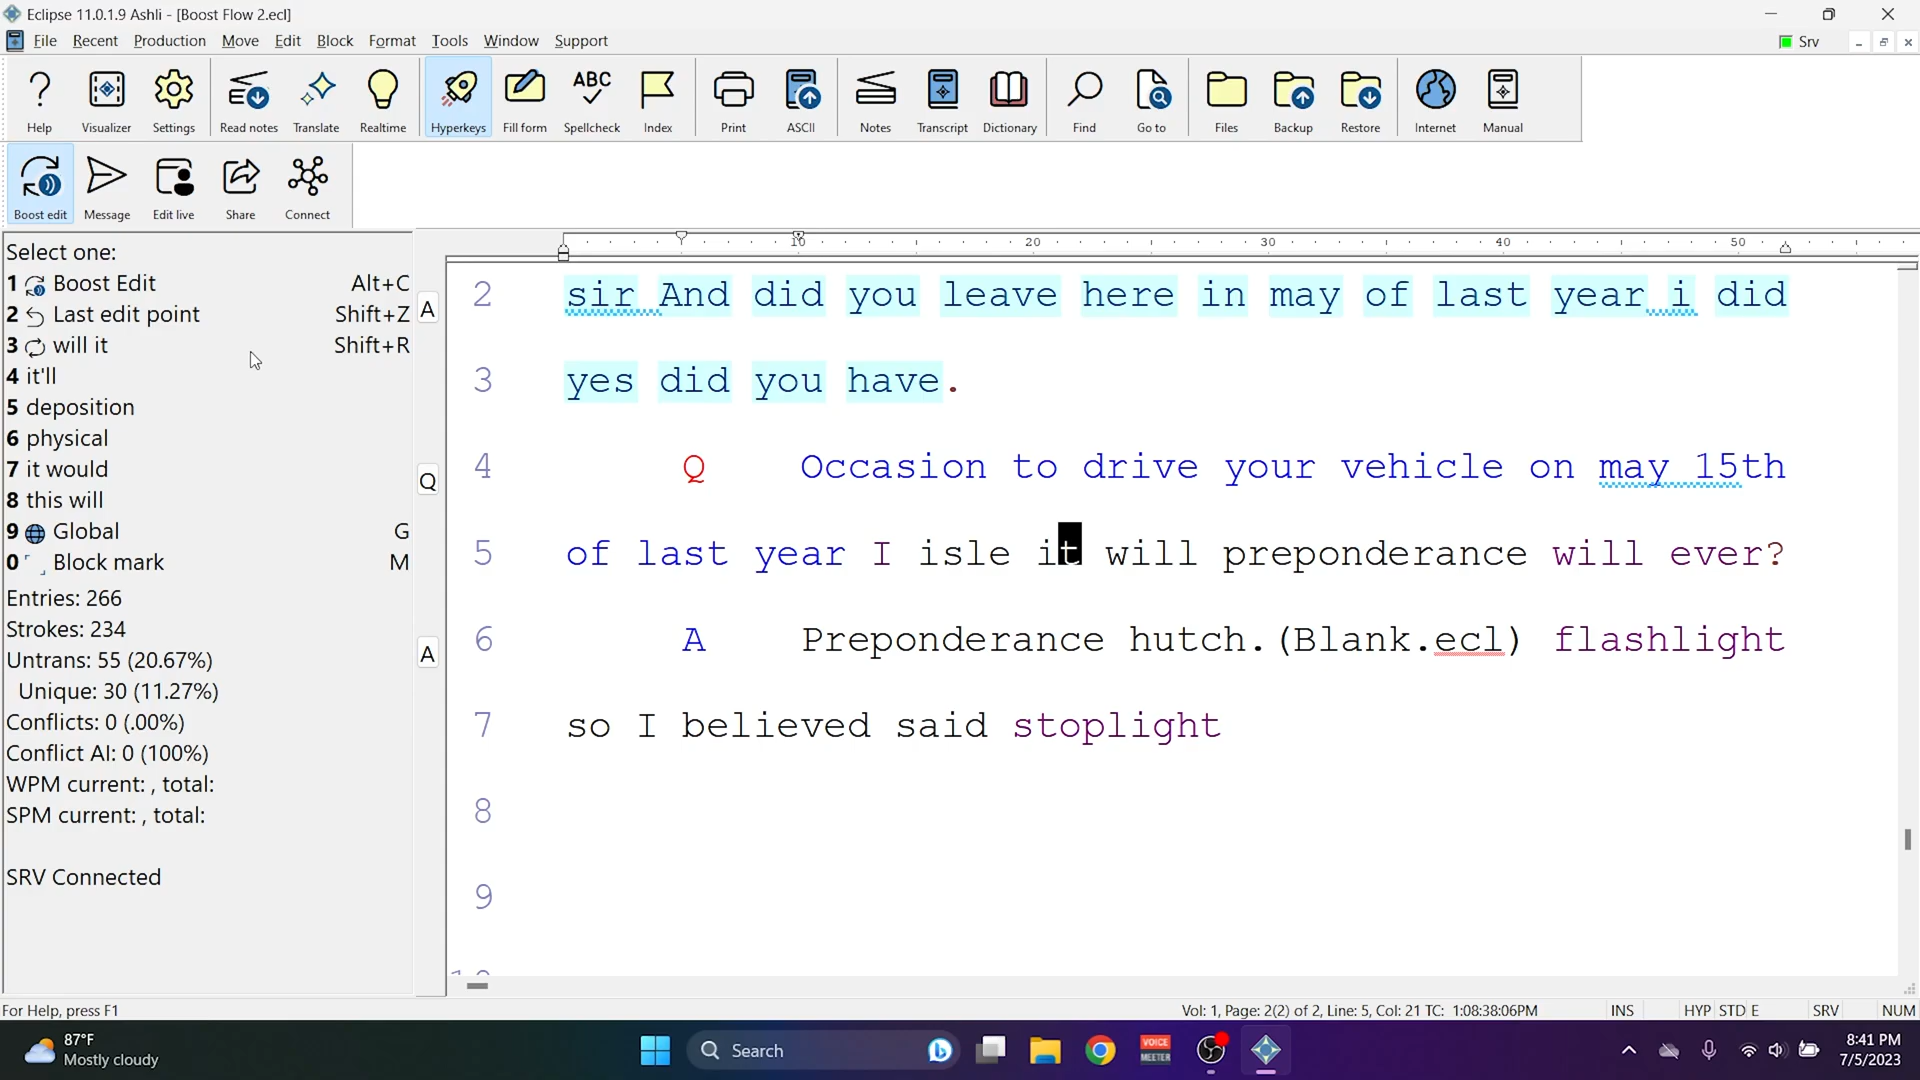 Eclipse 11.0.1.9 Ashli - [Boost Flow 2.ecl]
File Recent Production Move Edit Block Format Tools Window Support Srv
? Help Visualizer Settings Read notes Translate Realtime Hyperkeys Fill form ABC Spellcheck Index Print ASCII Notes Transcript Dictionary Find Go to Files Backup Restore Internet Manual
Boost edit Message Edit live Share Connect
Select one:
1 Boost Edit Alt+C
2 Last edit point Shift+Z
3 will it Shift+R
4 it'll
5 deposition
6 physical
7 it would
8 this will
9 Global G
0 Block mark M
Entries: 266
Strokes: 234
Untrans: 55 (20.67%)
Unique: 30 (11.27%)
Conflicts: 0 (.00%)
Conflict AI: 0 (100%)
WPM current: , total:
SPM current: , total:
SRV Connected
10 20 30 40 50
A 2 sir And did you leave here in may of last year i did
3 yes did you have.
Q 4 Q Occasion to drive your vehicle on may 15th
5 of last year I isle it will preponderance will ever?
A 6 A Preponderance hutch.(Blank.ecl) flashlight
7 so I believed said stoplight
8
9
For Help, press F1 Vol: 1, Page: 2(2) of 2, Line: 5, Col: 21 TC: 1:08:38:06PM INS HYP STD E SRV NUM
87°F
Mostly cloudy
Search
VOICE
MEETER
8:41 PM
7/5/2023